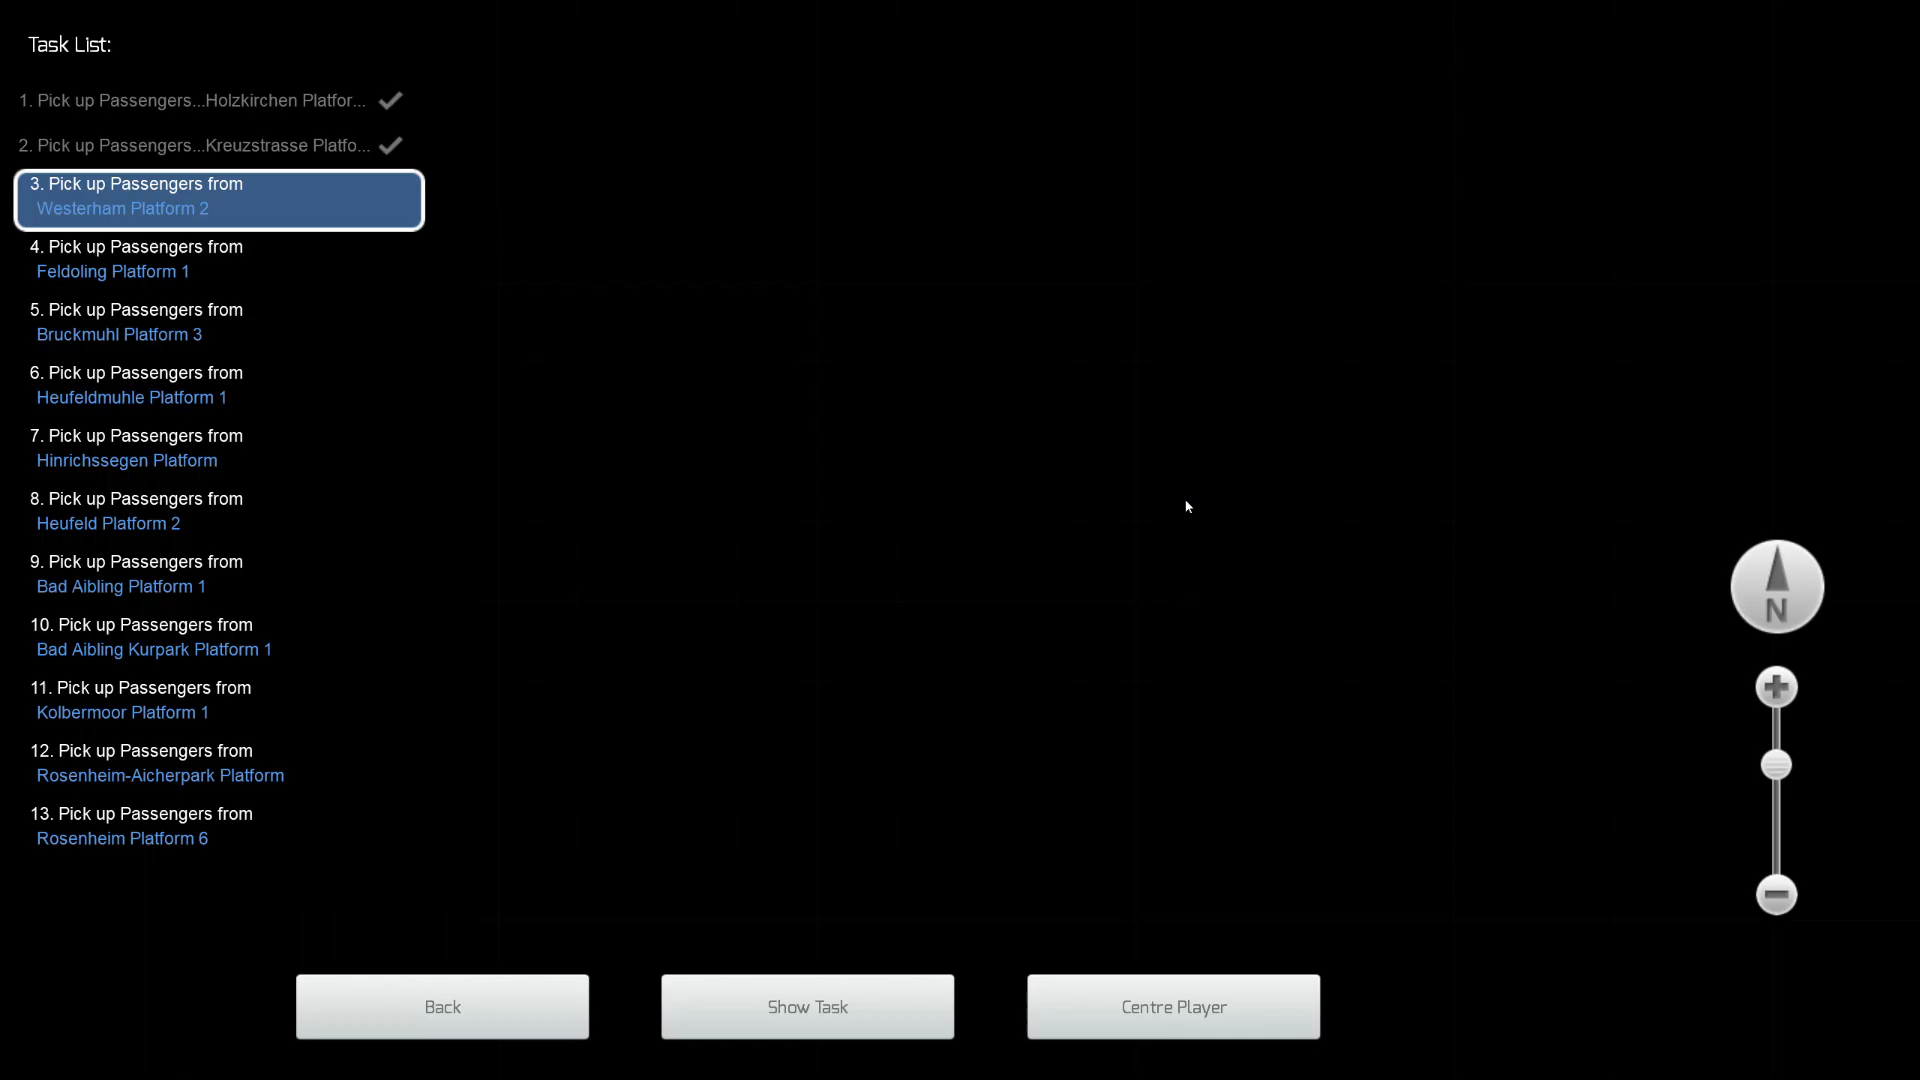 Task List:
1. Pick up Passengers...Holzkirchen Platfor...
2. Pick up Passengers...Kreuzstrasse Platfo...
3. Pick up Passengers from
Westerham Platform 2
4. Pick up Passengers from
Feldoling Platform 1
5. Pick up Passengers from
Bruckmuhl Platform 3
6. Pick up Passengers from
Heufeldmuhle Platform 1
7. Pick up Passengers from
Hinrichssegen Platform
8. Pick up Passengers from
Heufeld Platform 2
9. Pick up Passengers from
Bad Aibling Platform 1
10. Pick up Passengers from
Bad Aibling Kurpark Platform 1
11. Pick up Passengers from
Kolbermoor Platform 1
12. Pick up Passengers from
Rosenheim-Aicherpark Platform
13. Pick up Passengers from
Rosenheim Platform 6
N
Back
Show Task
Centre Player